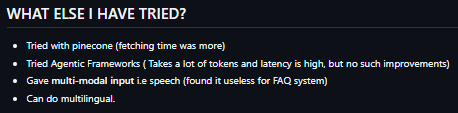 WHAT ELSE I HAVE TRIED?
• Tried with pinecone (fetching time was more)
• Tried Agentic Frameworks ( Takes a lot of tokens and latency is high, but no such improvements)
• Gave multi-modal input i.e speech (found it useless for FAQ system)
• Can do multilingual.